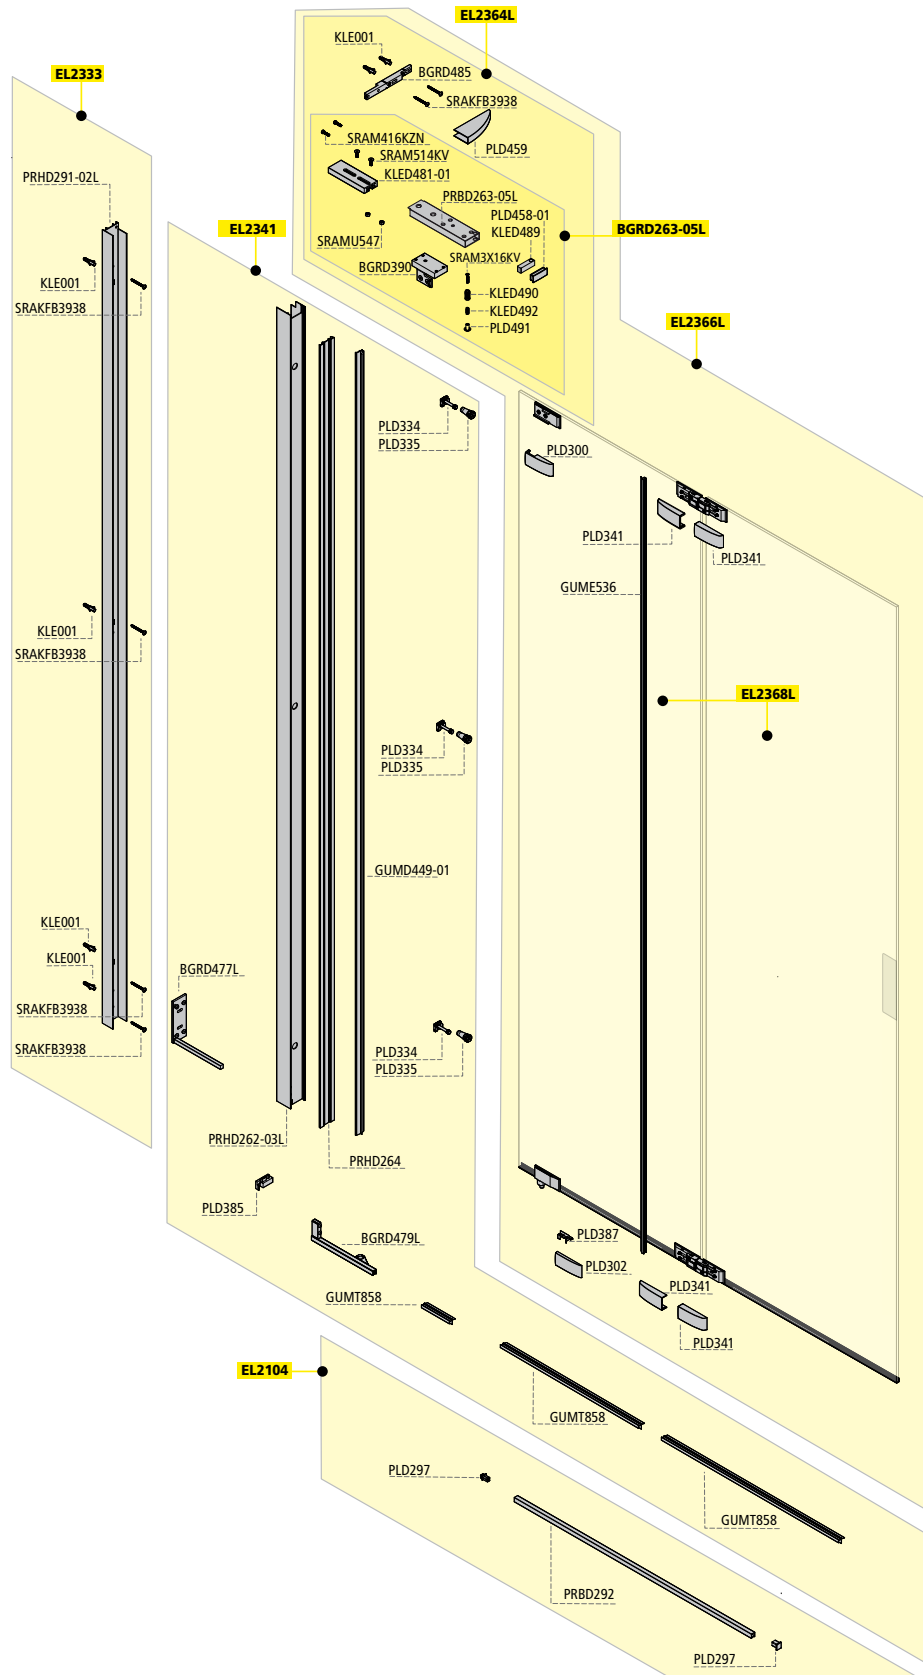 EL2364L
KLE001
BGRD485
EL2333
SRAKFB3938
SRAM416KZN
PLD459
SRAM514KV
KLED481-01
PRHD291-02L
PRBD263-05L
PLD458-01
EL2341
KLED489
BGRD263-05L
SRAMU547
SRAM3X16KV
BGRD390
KLE001
KLED490
SRAKFB3938
KLED492
EL2366L
PLD491
PLD334
PLD335
PLD300
PLD341
PLD341
GUME536
KLE001
SRAKFB3938
EL2368L
PLD334
PLD335
GUMD449-01
KLE001
KLE001
BGRD477L
SRAKFB3938
SRAKFB3938
PLD334
PLD335
PRHD262-03L
PRHD264
PLD385
BGRD479L
PLD387
PLD302
PLD341
GUMT858
PLD341
EL2104
GUMT858
PLD297
GUMT858
PRBD292
PLD297